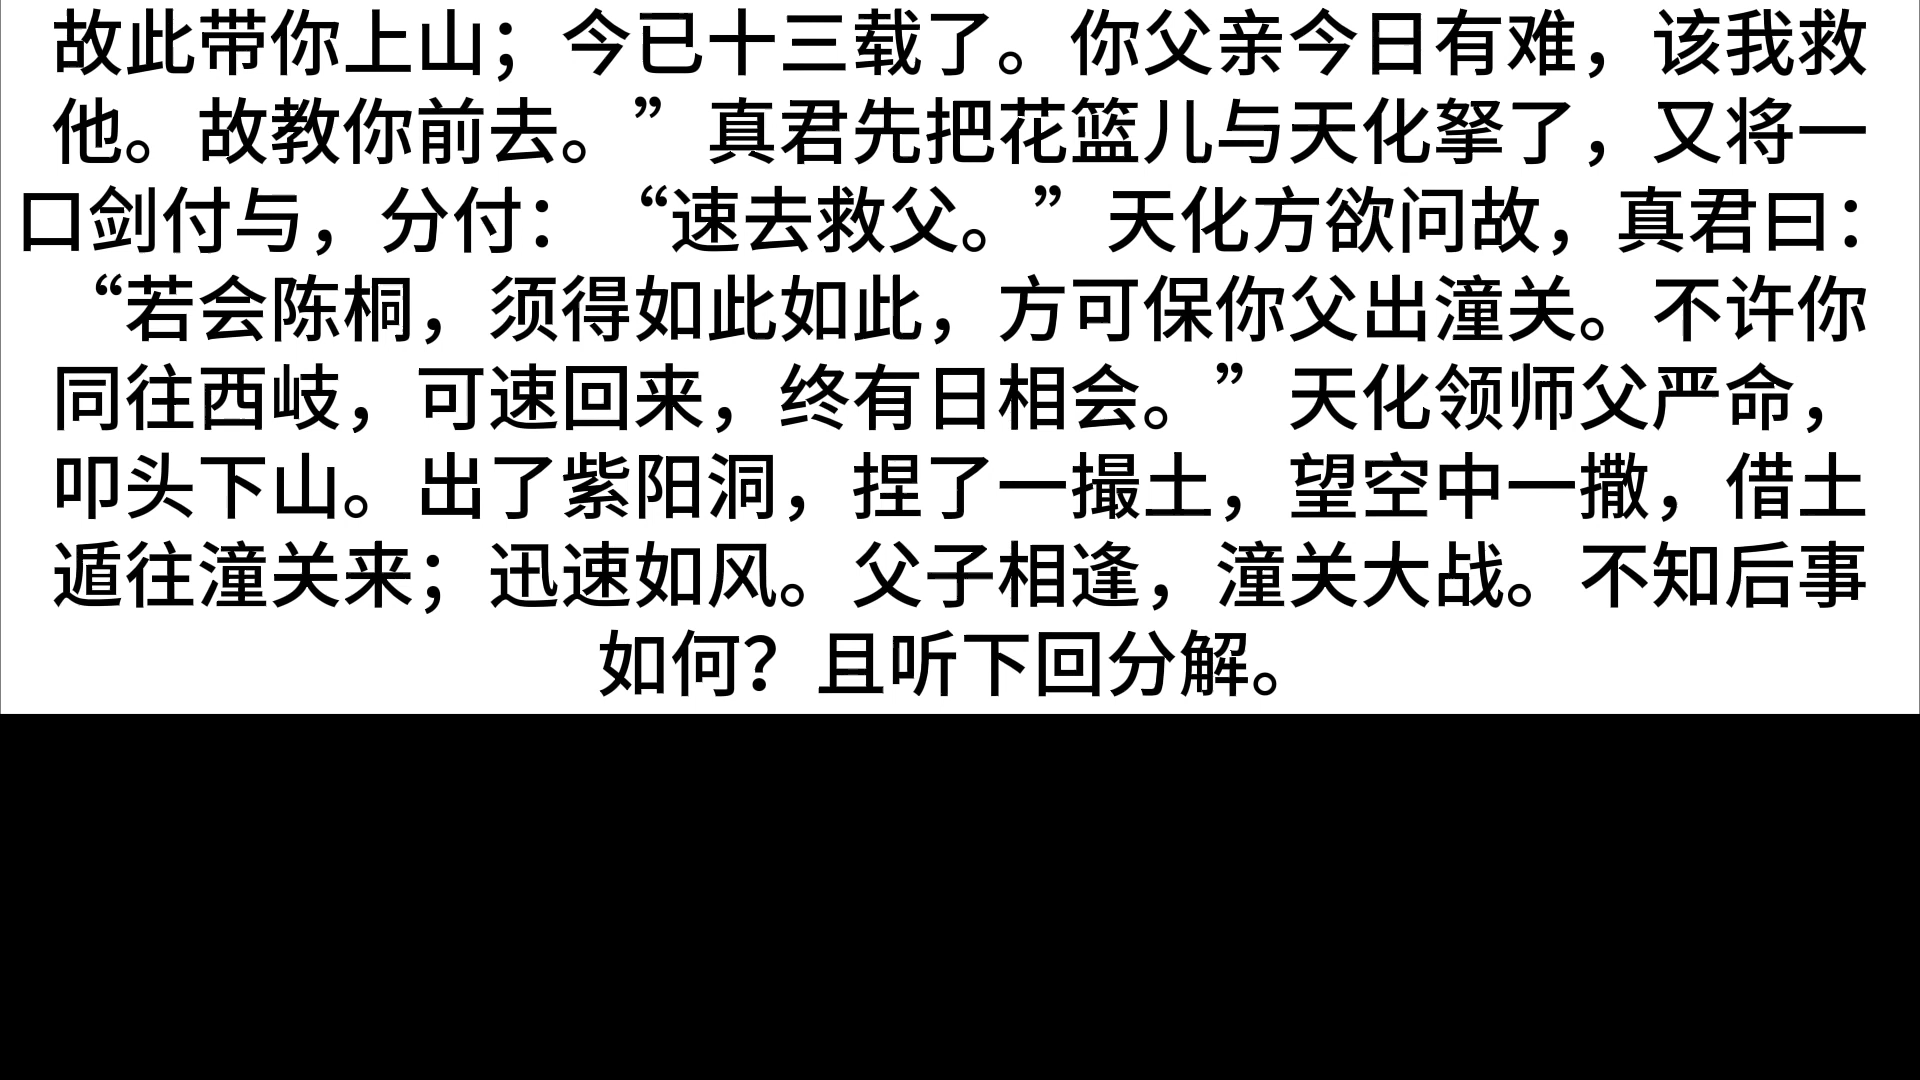 故此带你上山；今已十三载了。你父亲今日有难，该我救
他。故教你前去。”真君先把花篮儿与天化拏了，又将一
口剑付与，分付：“速去救父。”天化方欲问故，真君曰：
“若会陈桐，须得如此如此，方可保你父出潼关。不许你
同往西岐，可速回来，终有日相会。”天化领师父严命，
叩头下山。出了紫阳洞，捏了一撮土，望空中一撒，借土
遁往潼关来；迅速如风。父子相逢，潼关大战。不知后事
如何？且听下回分解。